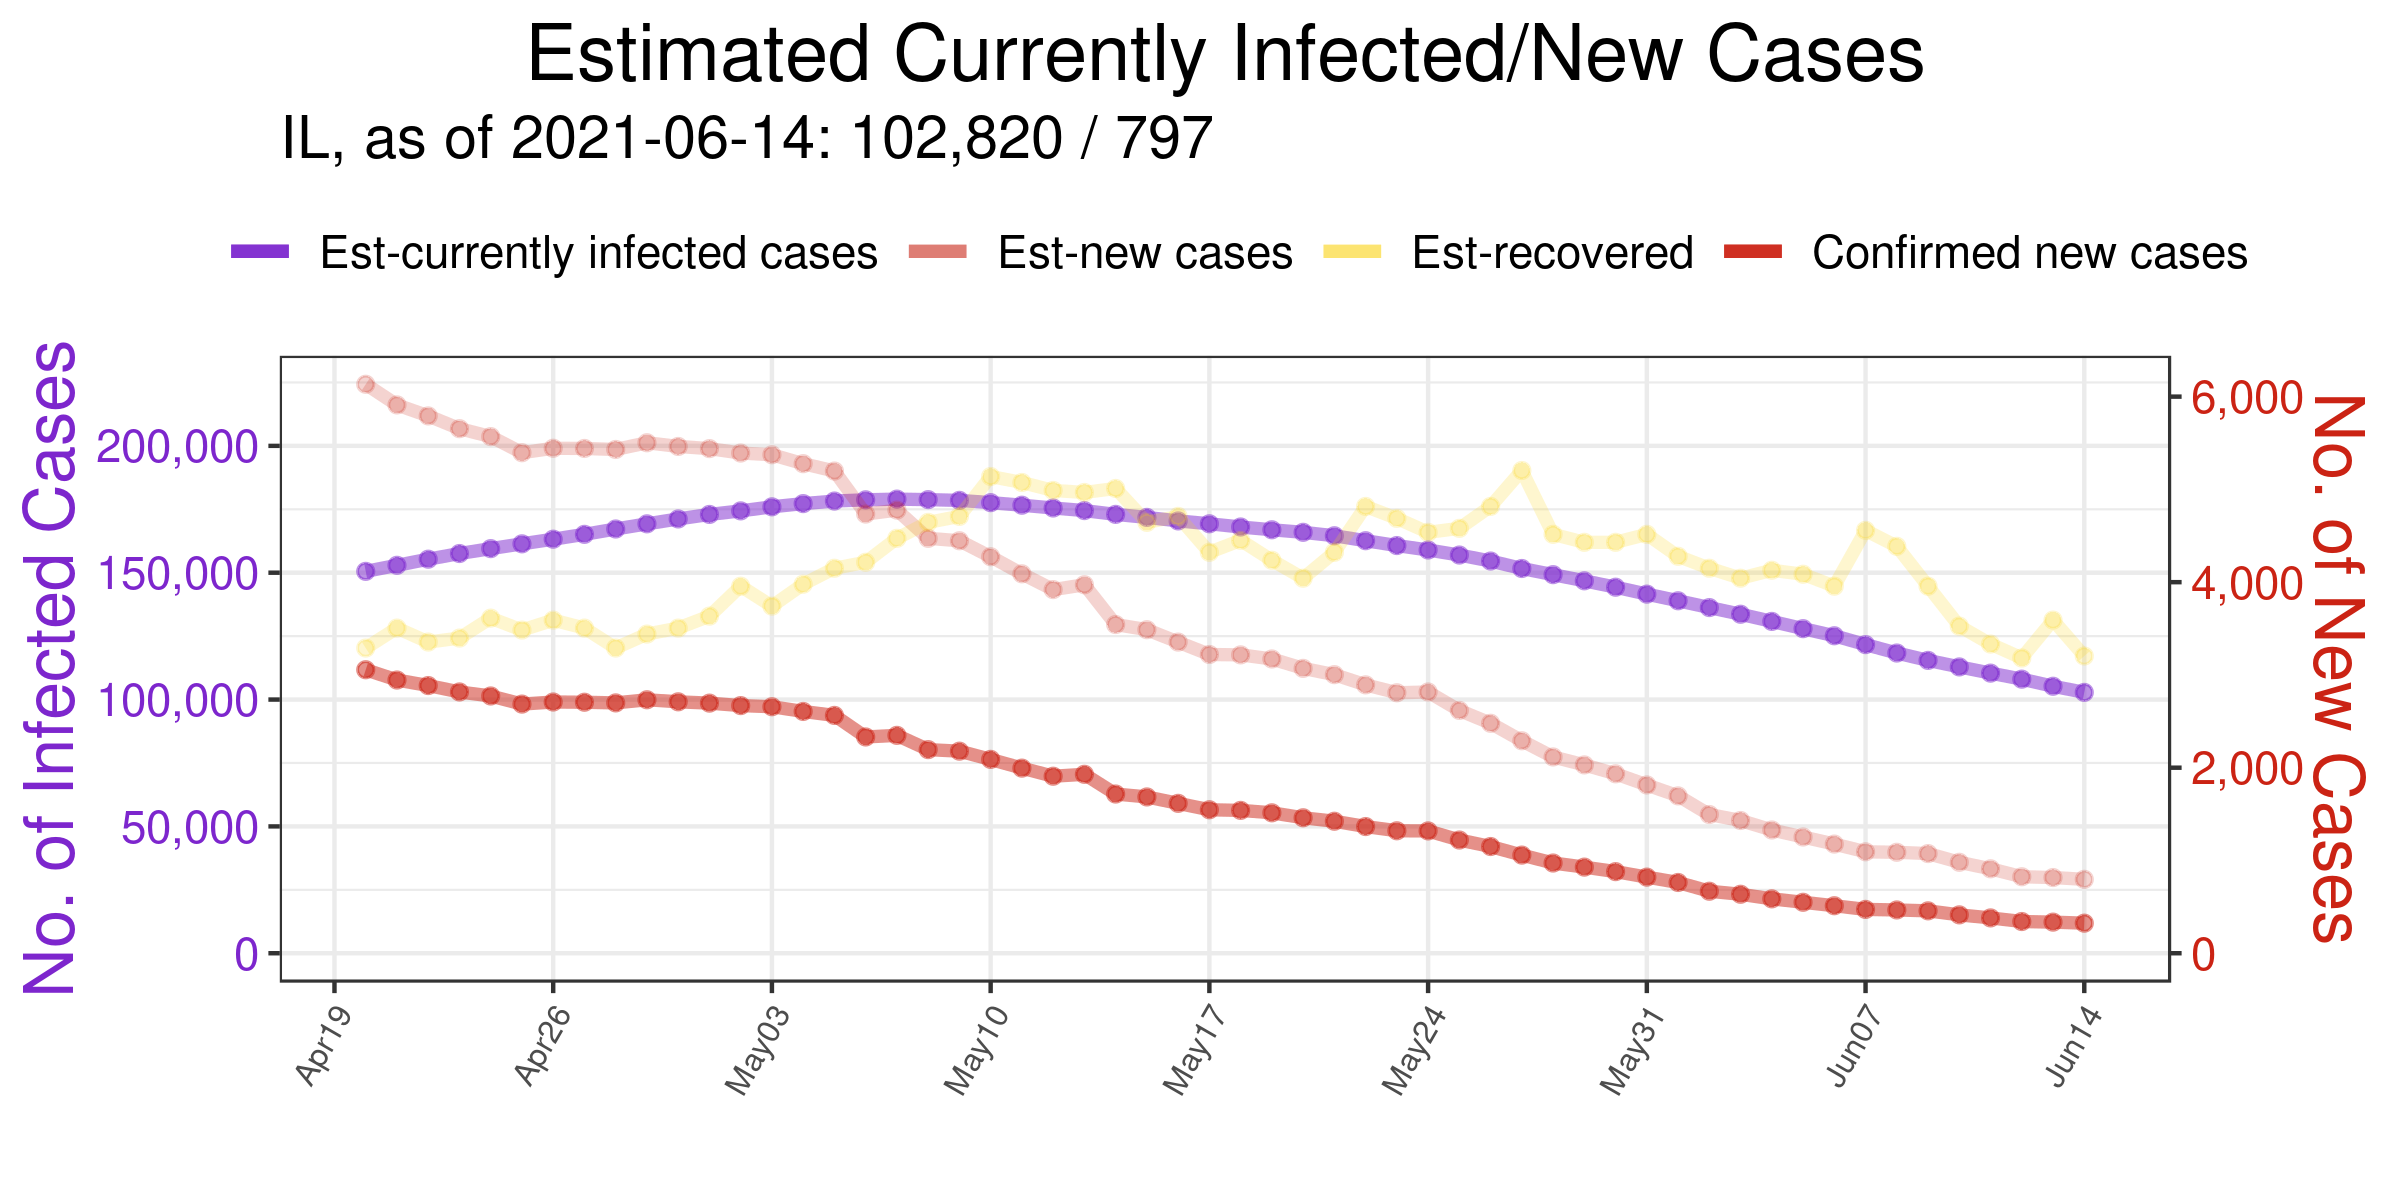 Estimated Currently Infected/New Cases
IL, as of 2021-06-14: 102,820 / 797
Est-currently infected cases Est-new cases Est-recovered Confirmed new cases
No. of Infected Cases
200,000
150,000
100,000
50,000
0
6,000
4,000
2,000
0
No. of New Cases
Apr19 Apr26 May03 May10 May17 May24 May31 Jun07 Jun14